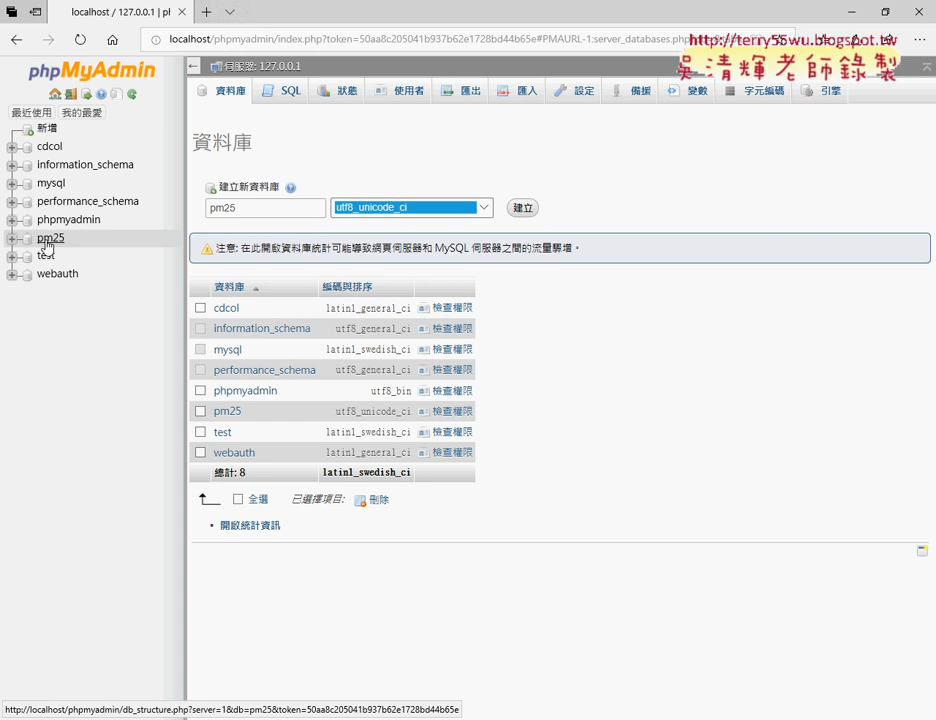 localhost / 127.0.0.1 | pl
localhost/phpmyadmin/index.php?token=50aa8c205041b937b62e1728bd44b65e#PMAURL-1:server_databases.ph
http://terry55wu.blogspot.tw
吳清輝老師錄製
phpMyAdmin
伺服器: 127.0.0.1
資料庫 SQL 狀態 使用者 匯出 匯入 設定 備援 變數 字元編碼 引擎
最近使用 我的最愛
新增
cdcol
information_schema
mysql
performance_schema
phpmyadmin
pm25
test
webauth
資料庫
建立新資料庫
pm25 utf8_unicode_ci 建立
注意: 在此開啟資料庫統計可能導致網頁伺服器和 MySQL 伺服器之間的流量驟增。
資料庫 編碼與排序
cdcol latin1_general_ci 檢查權限
information_schema utf8_general_ci 檢查權限
mysql latin1_swedish_ci 檢查權限
performance_schema utf8_general_ci 檢查權限
phpmyadmin utf8_bin 檢查權限
pm25 utf8_unicode_ci 檢查權限
test latin1_swedish_ci 檢查權限
webauth latin1_general_ci 檢查權限
總計: 8 latin1_swedish_ci
全選 已選擇項目: 刪除
開啟統計資訊
http://localhost/phpmyadmin/db_structure.php?server=1&db=pm25&token=50aa8c205041b937b62e1728bd44b65e